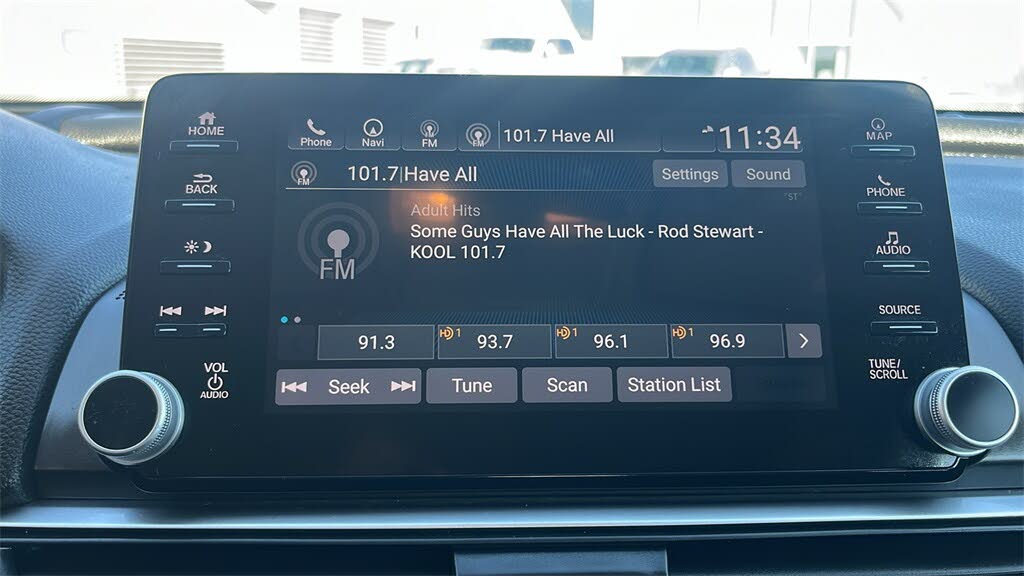 HOME
BACK
VOL
AUDIO
Phone
Navi
FM
FM
101.7 Have All
11:34
FM
101.7 Have All
Settings
Sound
"ST"
FM
Adult Hits
Some Guys Have All The Luck - Rod Stewart -
KOOL 101.7
91.3
HD 1 93.7
HD 1 96.1
HD 1 96.9
Seek
Tune
Scan
Station List
MAP
PHONE
AUDIO
SOURCE
TUNE/
SCROLL